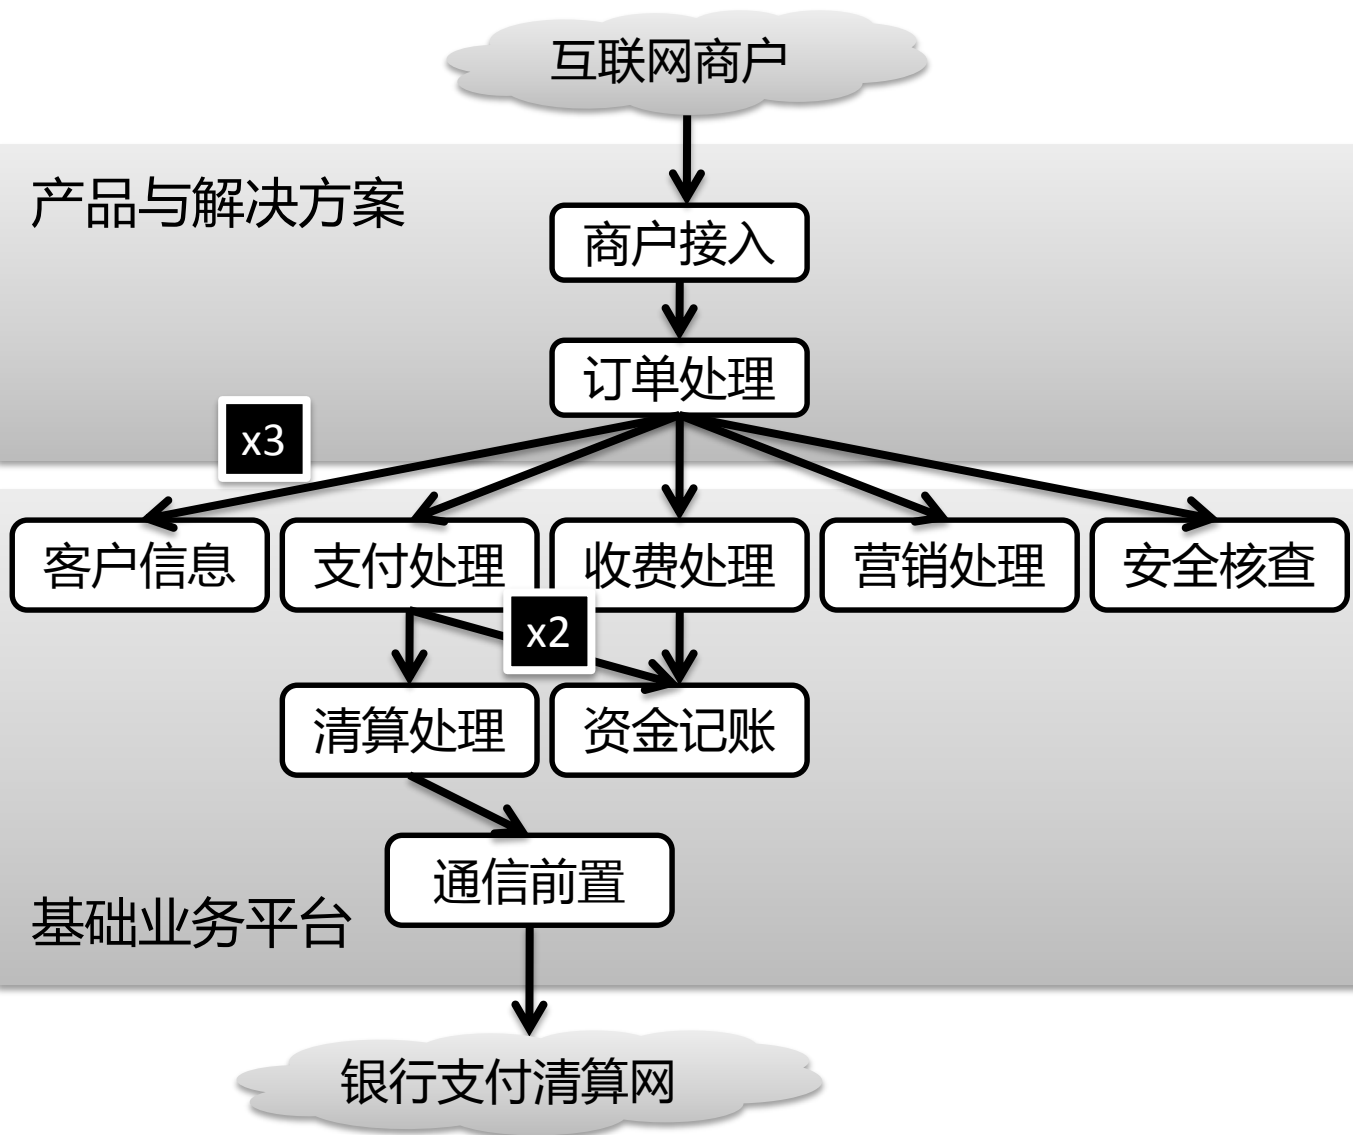 互联网商户
产品与解决方案
商户接入
订单处理
x3
客户信息
支付处理
收费处理
营销处理
安全核查
x2
清算处理
资金记账
通信前置
基础业务平台
银行支付清算网